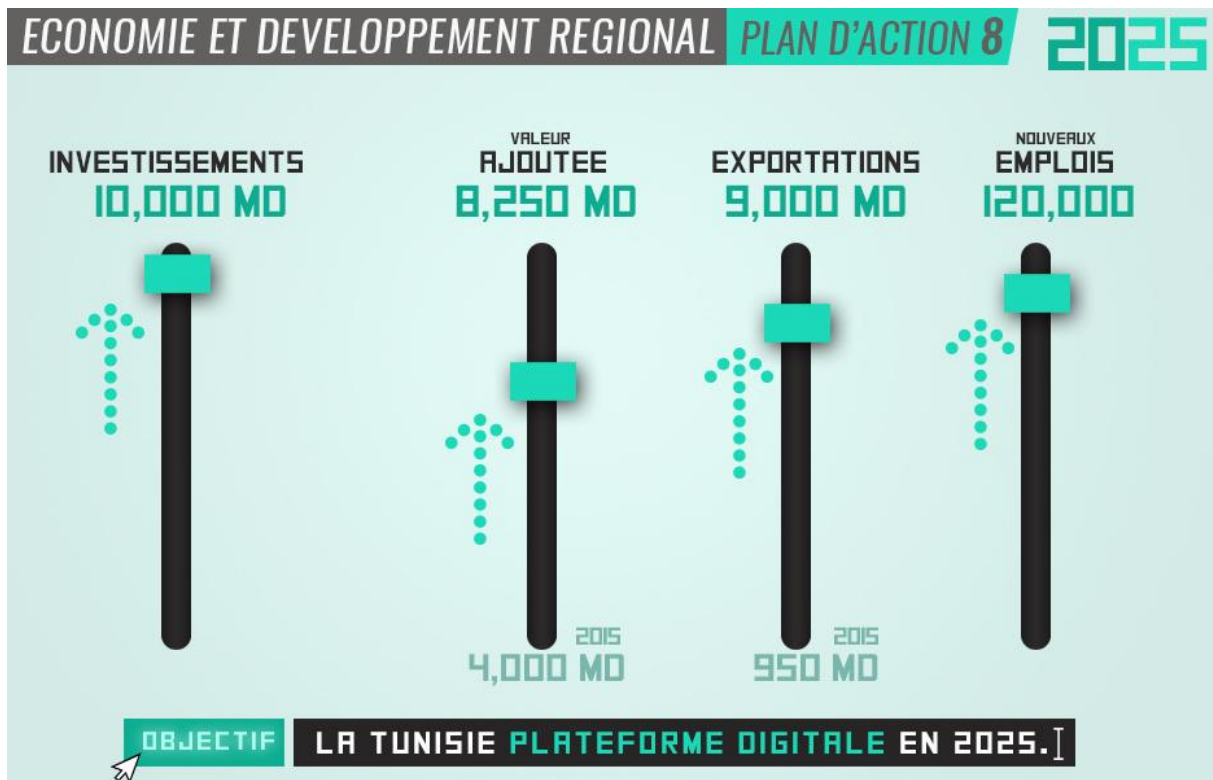 ECONOMIE ET DEVELOPPEMENT REGIONAL PLAN D'ACTION 8 2025
INVESTISSEMENTS
10,000 MD
VALEUR
AJOUTEE
8,250 MD
EXPORTATIONS
9,000 MD
NOUVEAUX
EMPLOIS
120,000
2015
4,000 MD
2015
950 MD
OBJECTIF LA TUNISIE PLATEFORME DIGITALE EN 2025.